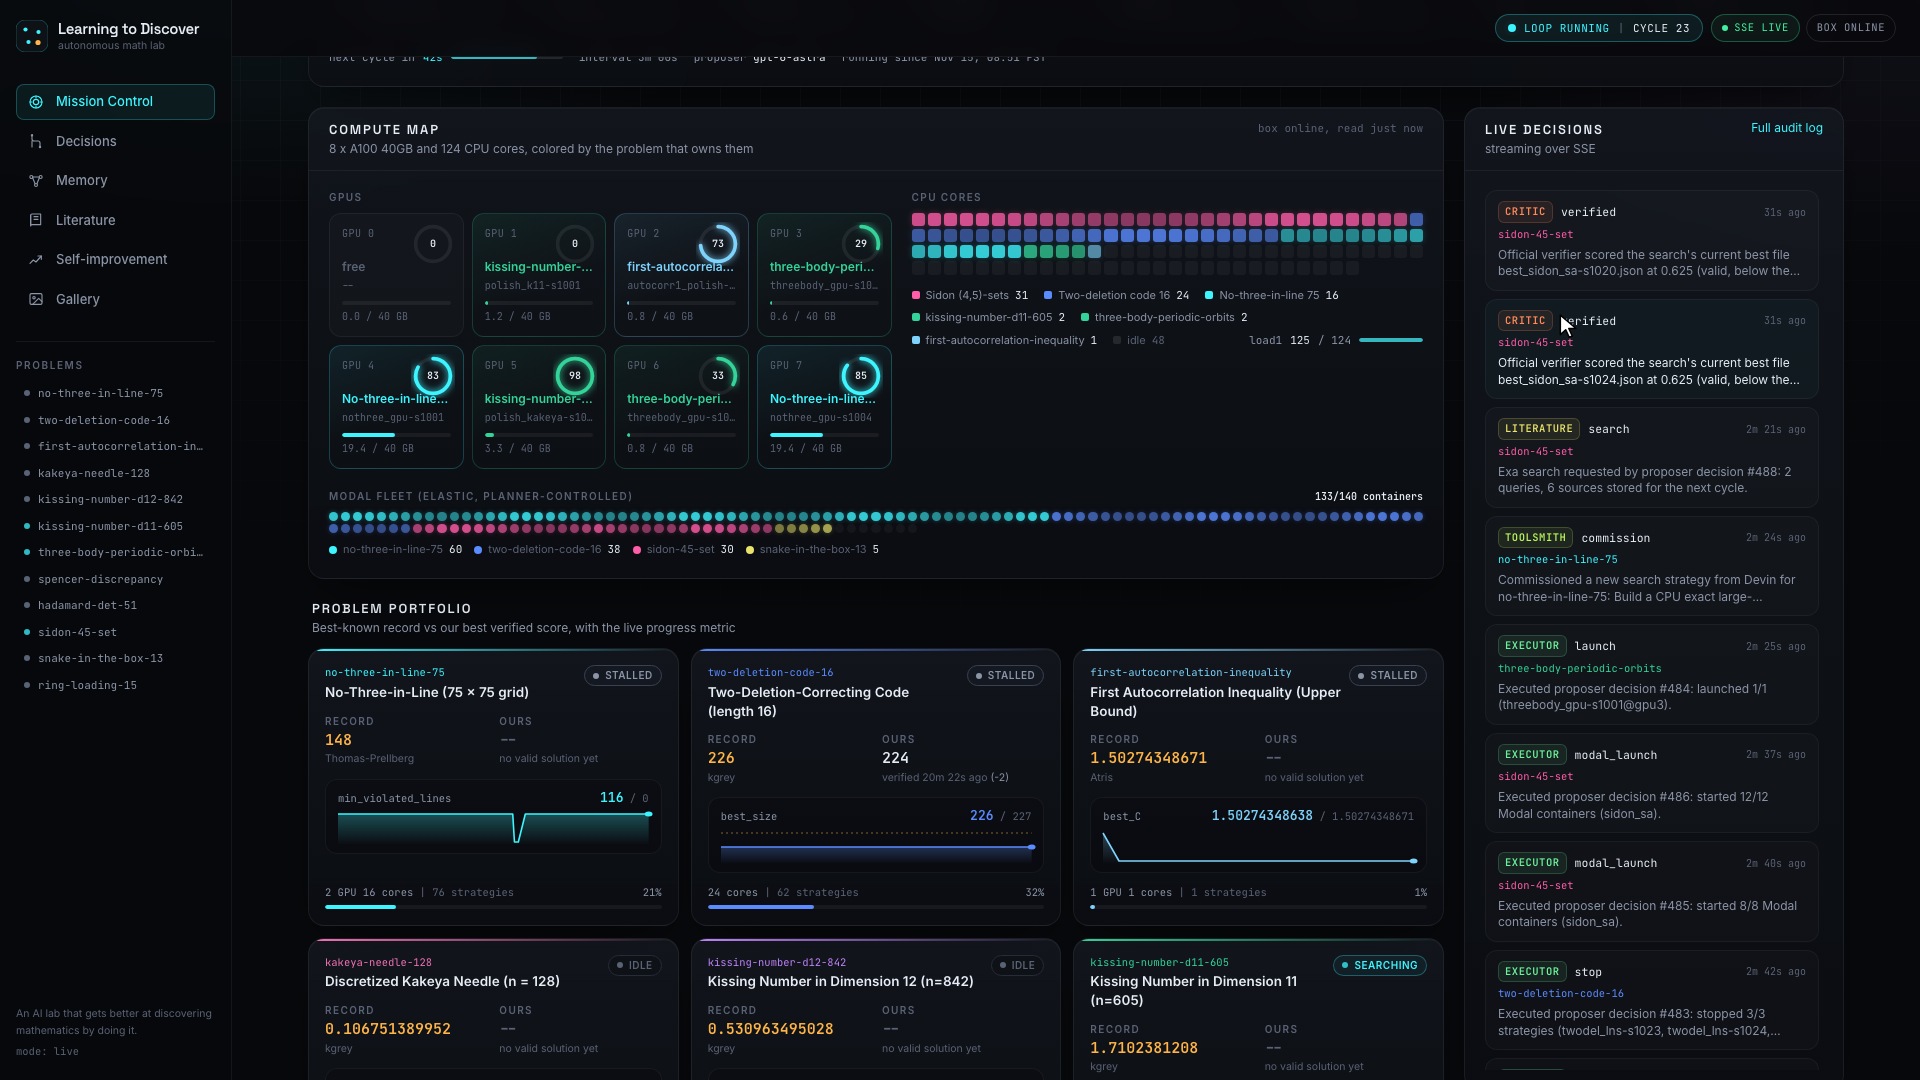 Learning to Discover
autonomous math lab
Mission Control
Decisions
Memory
Literature
Self-improvement
Gallery
PROBLEMS
no-three-in-line-75
two-deletion-code-16
first-autocorrelation-in…
kakeya-needle-128
kissing-number-d12-842
kissing-number-d11-605
three-body-periodic-orbi…
spencer-discrepancy
hadamard-det-51
sidon-45-set
snake-in-the-box-13
ring-loading-15
An AI lab that gets better at discovering
mathematics by doing it.
mode: live
LOOP RUNNING | CYCLE 23
SSE LIVE
BOX ONLINE
next cycle in 42s interval 3m 00s proposer gpt-6-astra running since NOV 15, 08:51 PST
COMPUTE MAP
box online, read just now
8 x A100 40GB and 124 CPU cores, colored by the problem that owns them
GPUS
GPU 0
0
free
--
0.0 / 40 GB
GPU 1
0
kissing-number-…
polish_k11-s1001
1.2 / 40 GB
GPU 2
73
first-autocorrela…
autocorr1_polish-…
0.8 / 40 GB
GPU 3
29
three-body-peri…
threebody_gpu-s10…
0.6 / 40 GB
GPU 4
83
No-three-in-line…
nothree_gpu-s1001
19.4 / 40 GB
GPU 5
98
kissing-number-…
polish_kakeya-s10…
3.3 / 40 GB
GPU 6
33
three-body-peri…
threebody_gpu-s10…
0.8 / 40 GB
GPU 7
85
No-three-in-line…
nothree_gpu-s1004
19.4 / 40 GB
CPU CORES
Sidon (4,5)-sets 31 Two-deletion code 16 24 No-three-in-line 75 16
kissing-number-d11-605 2 three-body-periodic-orbits 2
first-autocorrelation-inequality 1 idle 48
load1 125 / 124
MODAL FLEET (ELASTIC, PLANNER-CONTROLLED)
133/140 containers
no-three-in-line-75 60 two-deletion-code-16 38 sidon-45-set 30 snake-in-the-box-13 5
PROBLEM PORTFOLIO
Best-known record vs our best verified score, with the live progress metric
no-three-in-line-75
STALLED
No-Three-in-Line (75 × 75 grid)
RECORD
148
Thomas-Prellberg
OURS
--
no valid solution yet
min_violated_lines
116 / 0
2 GPU 16 cores | 76 strategies
21%
two-deletion-code-16
STALLED
Two-Deletion-Correcting Code
(length 16)
RECORD
226
kgrey
OURS
224
verified 20m 22s ago (-2)
best_size
226 / 227
24 cores | 62 strategies
32%
first-autocorrelation-inequality
STALLED
First Autocorrelation Inequality (Upper
Bound)
RECORD
1.50274348671
Atris
OURS
--
no valid solution yet
best_C
1.50274348638 / 1.50274348671
1 GPU 1 cores | 1 strategies
1%
kakeya-needle-128
IDLE
Discretized Kakeya Needle (n = 128)
RECORD
0.106751389952
kgrey
OURS
--
no valid solution yet
kissing-number-d12-842
IDLE
Kissing Number in Dimension 12 (n=842)
RECORD
0.530963495028
kgrey
OURS
--
no valid solution yet
kissing-number-d11-605
SEARCHING
Kissing Number in Dimension 11
(n=605)
RECORD
1.7102381208
kgrey
OURS
--
no valid solution yet
LIVE DECISIONS
Full audit log
streaming over SSE
CRITIC verified 31s ago
sidon-45-set
Official verifier scored the search's current best file
best_sidon_sa-s1020.json at 0.625 (valid, below the…
CRITIC 31s ago
sidon-45-set
Official verifier scored the search's current best file
best_sidon_sa-s1024.json at 0.625 (valid, below the…
LITERATURE search 2m 21s ago
sidon-45-set
Exa search requested by proposer decision #488: 2
queries, 6 sources stored for the next cycle.
TOOLSMITH commission 2m 24s ago
no-three-in-line-75
Commissioned a new search strategy from Devin for
no-three-in-line-75: Build a CPU exact large-…
EXECUTOR launch 2m 25s ago
three-body-periodic-orbits
Executed proposer decision #484: launched 1/1
(threebody_gpu-s1001@gpu3).
EXECUTOR modal_launch 2m 37s ago
sidon-45-set
Executed proposer decision #486: started 12/12
Modal containers (sidon_sa).
EXECUTOR modal_launch 2m 40s ago
sidon-45-set
Executed proposer decision #485: started 8/8 Modal
containers (sidon_sa).
EXECUTOR stop 2m 42s ago
two-deletion-code-16
Executed proposer decision #483: stopped 3/3
strategies (twodel_lns-s1023, twodel_lns-s1024,…